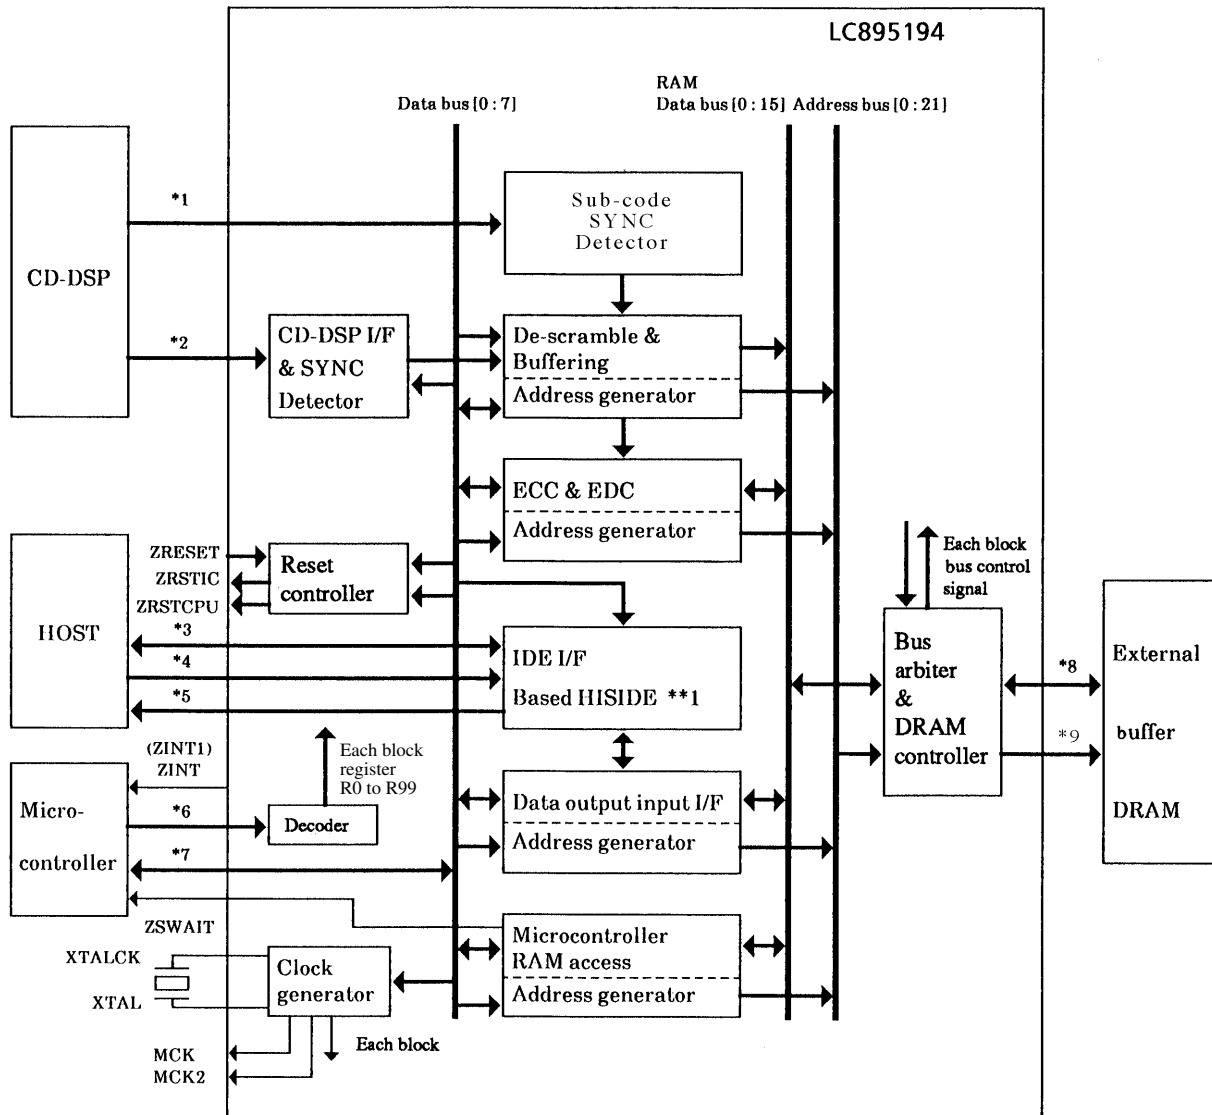 LC895194
RAM
Data bus [0 : 7]
Data bus [0 : 15] Address bus [0 : 21]
*1
Sub-code
SYNC
Detector
CD-DSP
*2
CD-DSP I/F
& SYNC
Detector
De-scramble &
Buffering
Address generator
ECC & EDC
Address generator
ZRESET
ZRSTIC
ZRSTCPU
Reset
controller
Each block
bus control
signal
HOST
*3
*4
*5
IDE I/F
Based HISIDE **1
Bus
arbiter
&
DRAM
controller
*8
*9
External
buffer
DRAM
(ZINT1)
ZINT
Each block
register
R0 to R99
Micro-
controller
*6
Decoder
*7
Data output input I/F
Address generator
ZSWAIT
Microcontroller
RAM access
Address generator
XTALCK
XTAL
Clock
generator
MCK
MCK2
Each block